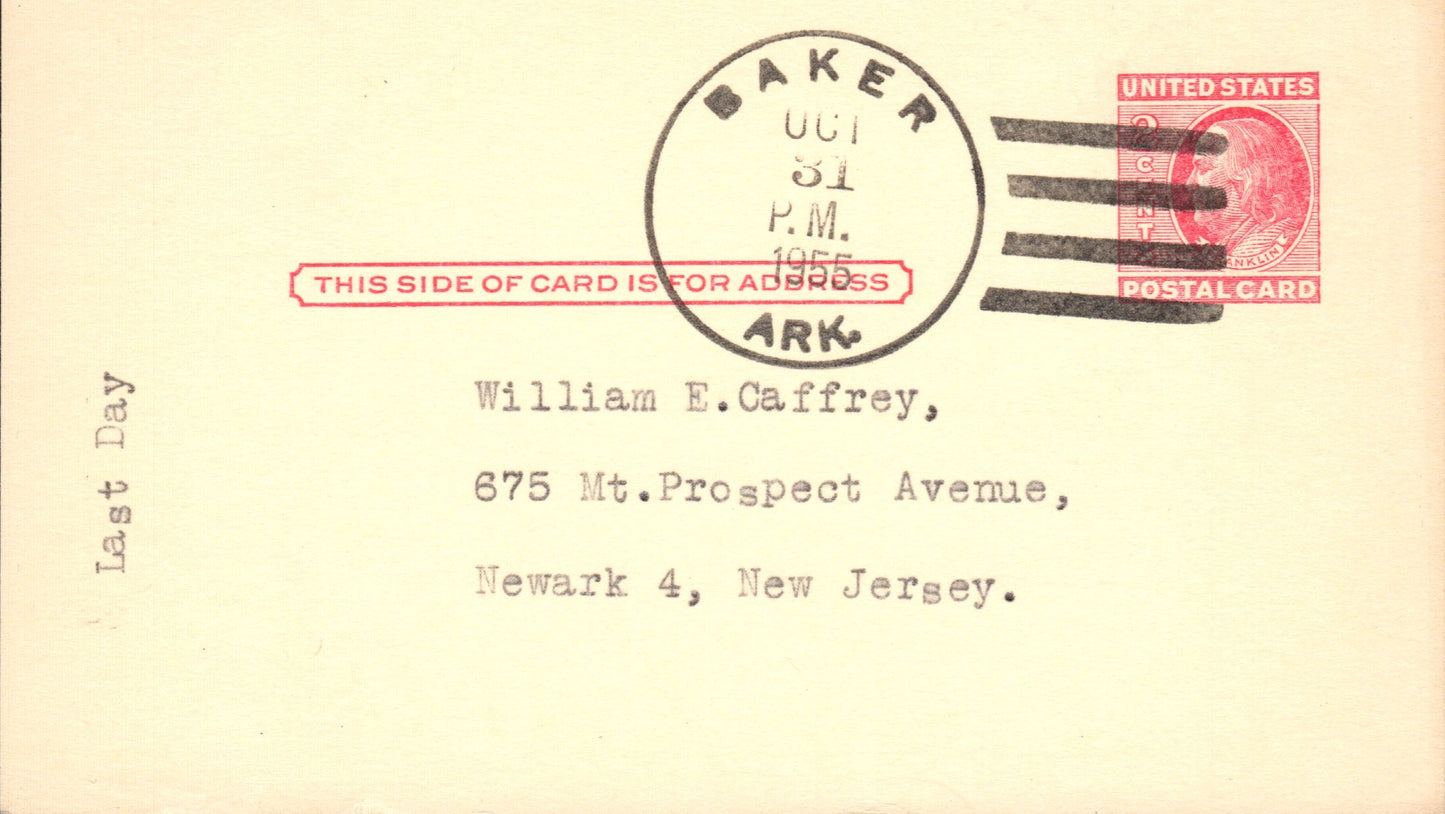 BAKER
OCT
31
P.M.
1955
ARK.
UNITED STATES
2
CENTS
FRANKLIN
POSTAL CARD
THIS SIDE OF CARD IS FOR ADDRESS
Last Day
William E.Caffrey,
675 Mt.Prospect Avenue,
Newark 4, New Jersey.